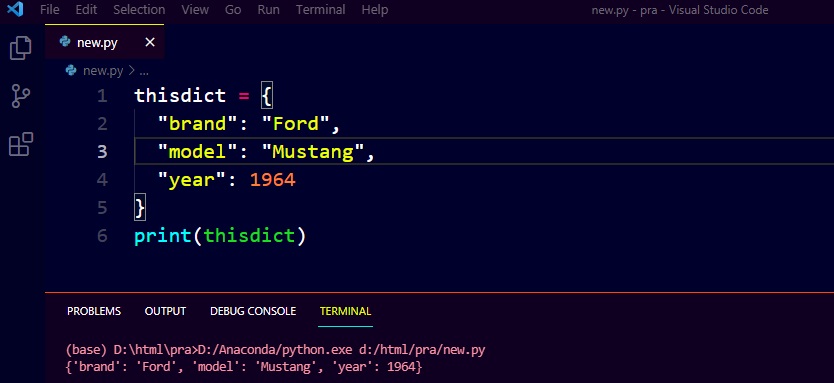 File Edit Selection View Go Run Terminal Help new.py - pra - Visual Studio Code
new.py
new.py > ...
1 thisdict = {
2 "brand": "Ford",
3 "model": "Mustang",
4 "year": 1964
5 }
6 print(thisdict)
PROBLEMS OUTPUT DEBUG CONSOLE TERMINAL
(base) D:\html\pra>D:/Anaconda/python.exe d:/html/pra/new.py
{'brand': 'Ford', 'model': 'Mustang', 'year': 1964}